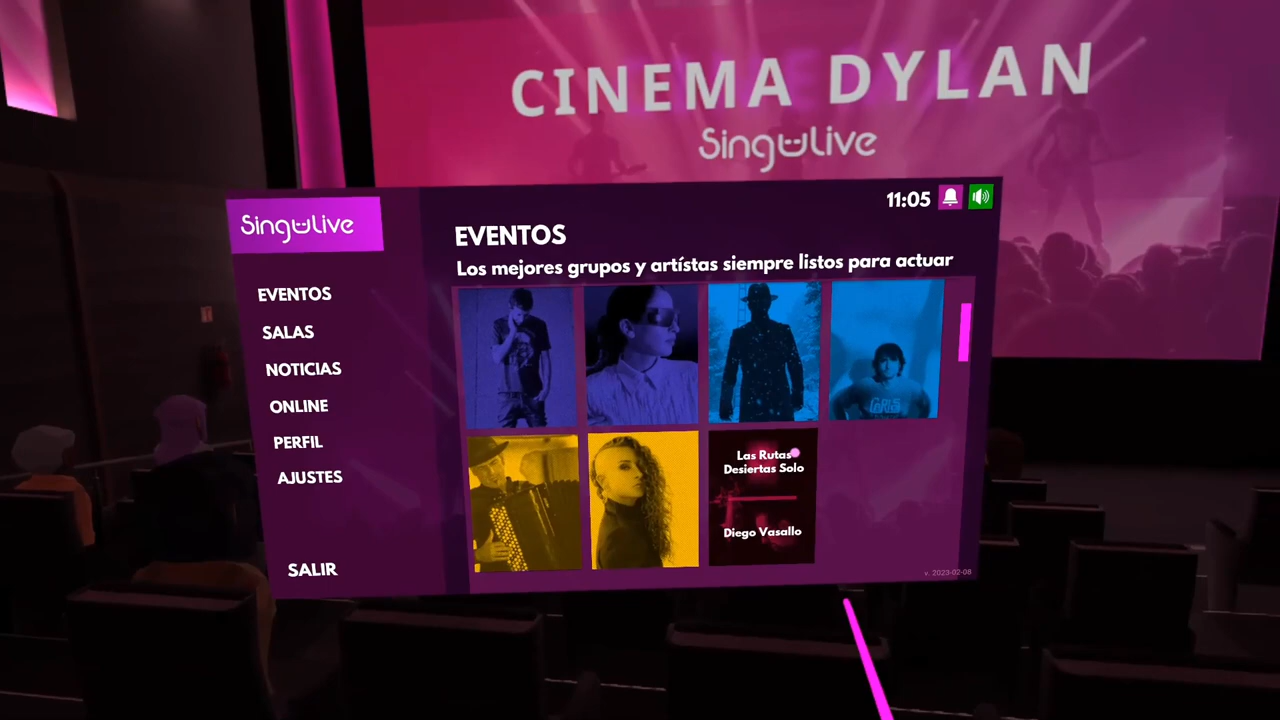 CINEMA DYLAN
Singulive
Singulive
11:05
EVENTOS
Los mejores grupos y artístas siempre listos para actuar
EVENTOS
SALAS
NOTICIAS
ONLINE
PERFIL
AJUSTES
SALIR
Las Rutas
Desiertas Solo
Diego Vasallo
v. 2023-02-08